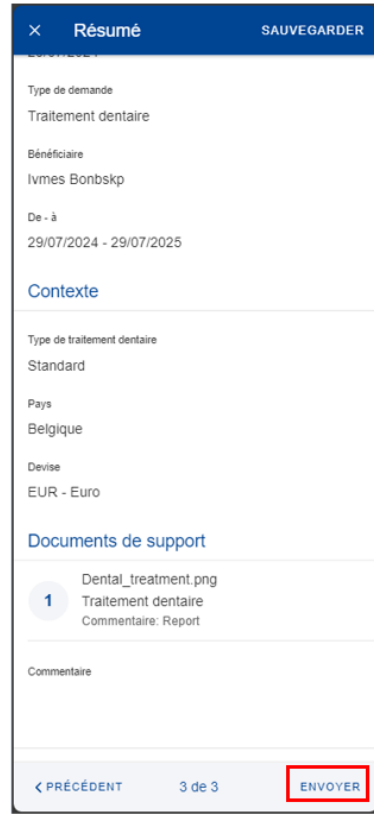 × Résumé SAUVEGARDER
Type de demande
Traitement dentaire
Bénéficiaire
Ivmes Bonbskp
De - à
29/07/2024 - 29/07/2025
Contexte
Type de traitement dentaire
Standard
Pays
Belgique
Devise
EUR - Euro
Documents de support
1
Dental_treatment.png
Traitement dentaire
Commentaire: Report
Commentaire
PRÉCÉDENT 3 de 3 ENVOYER